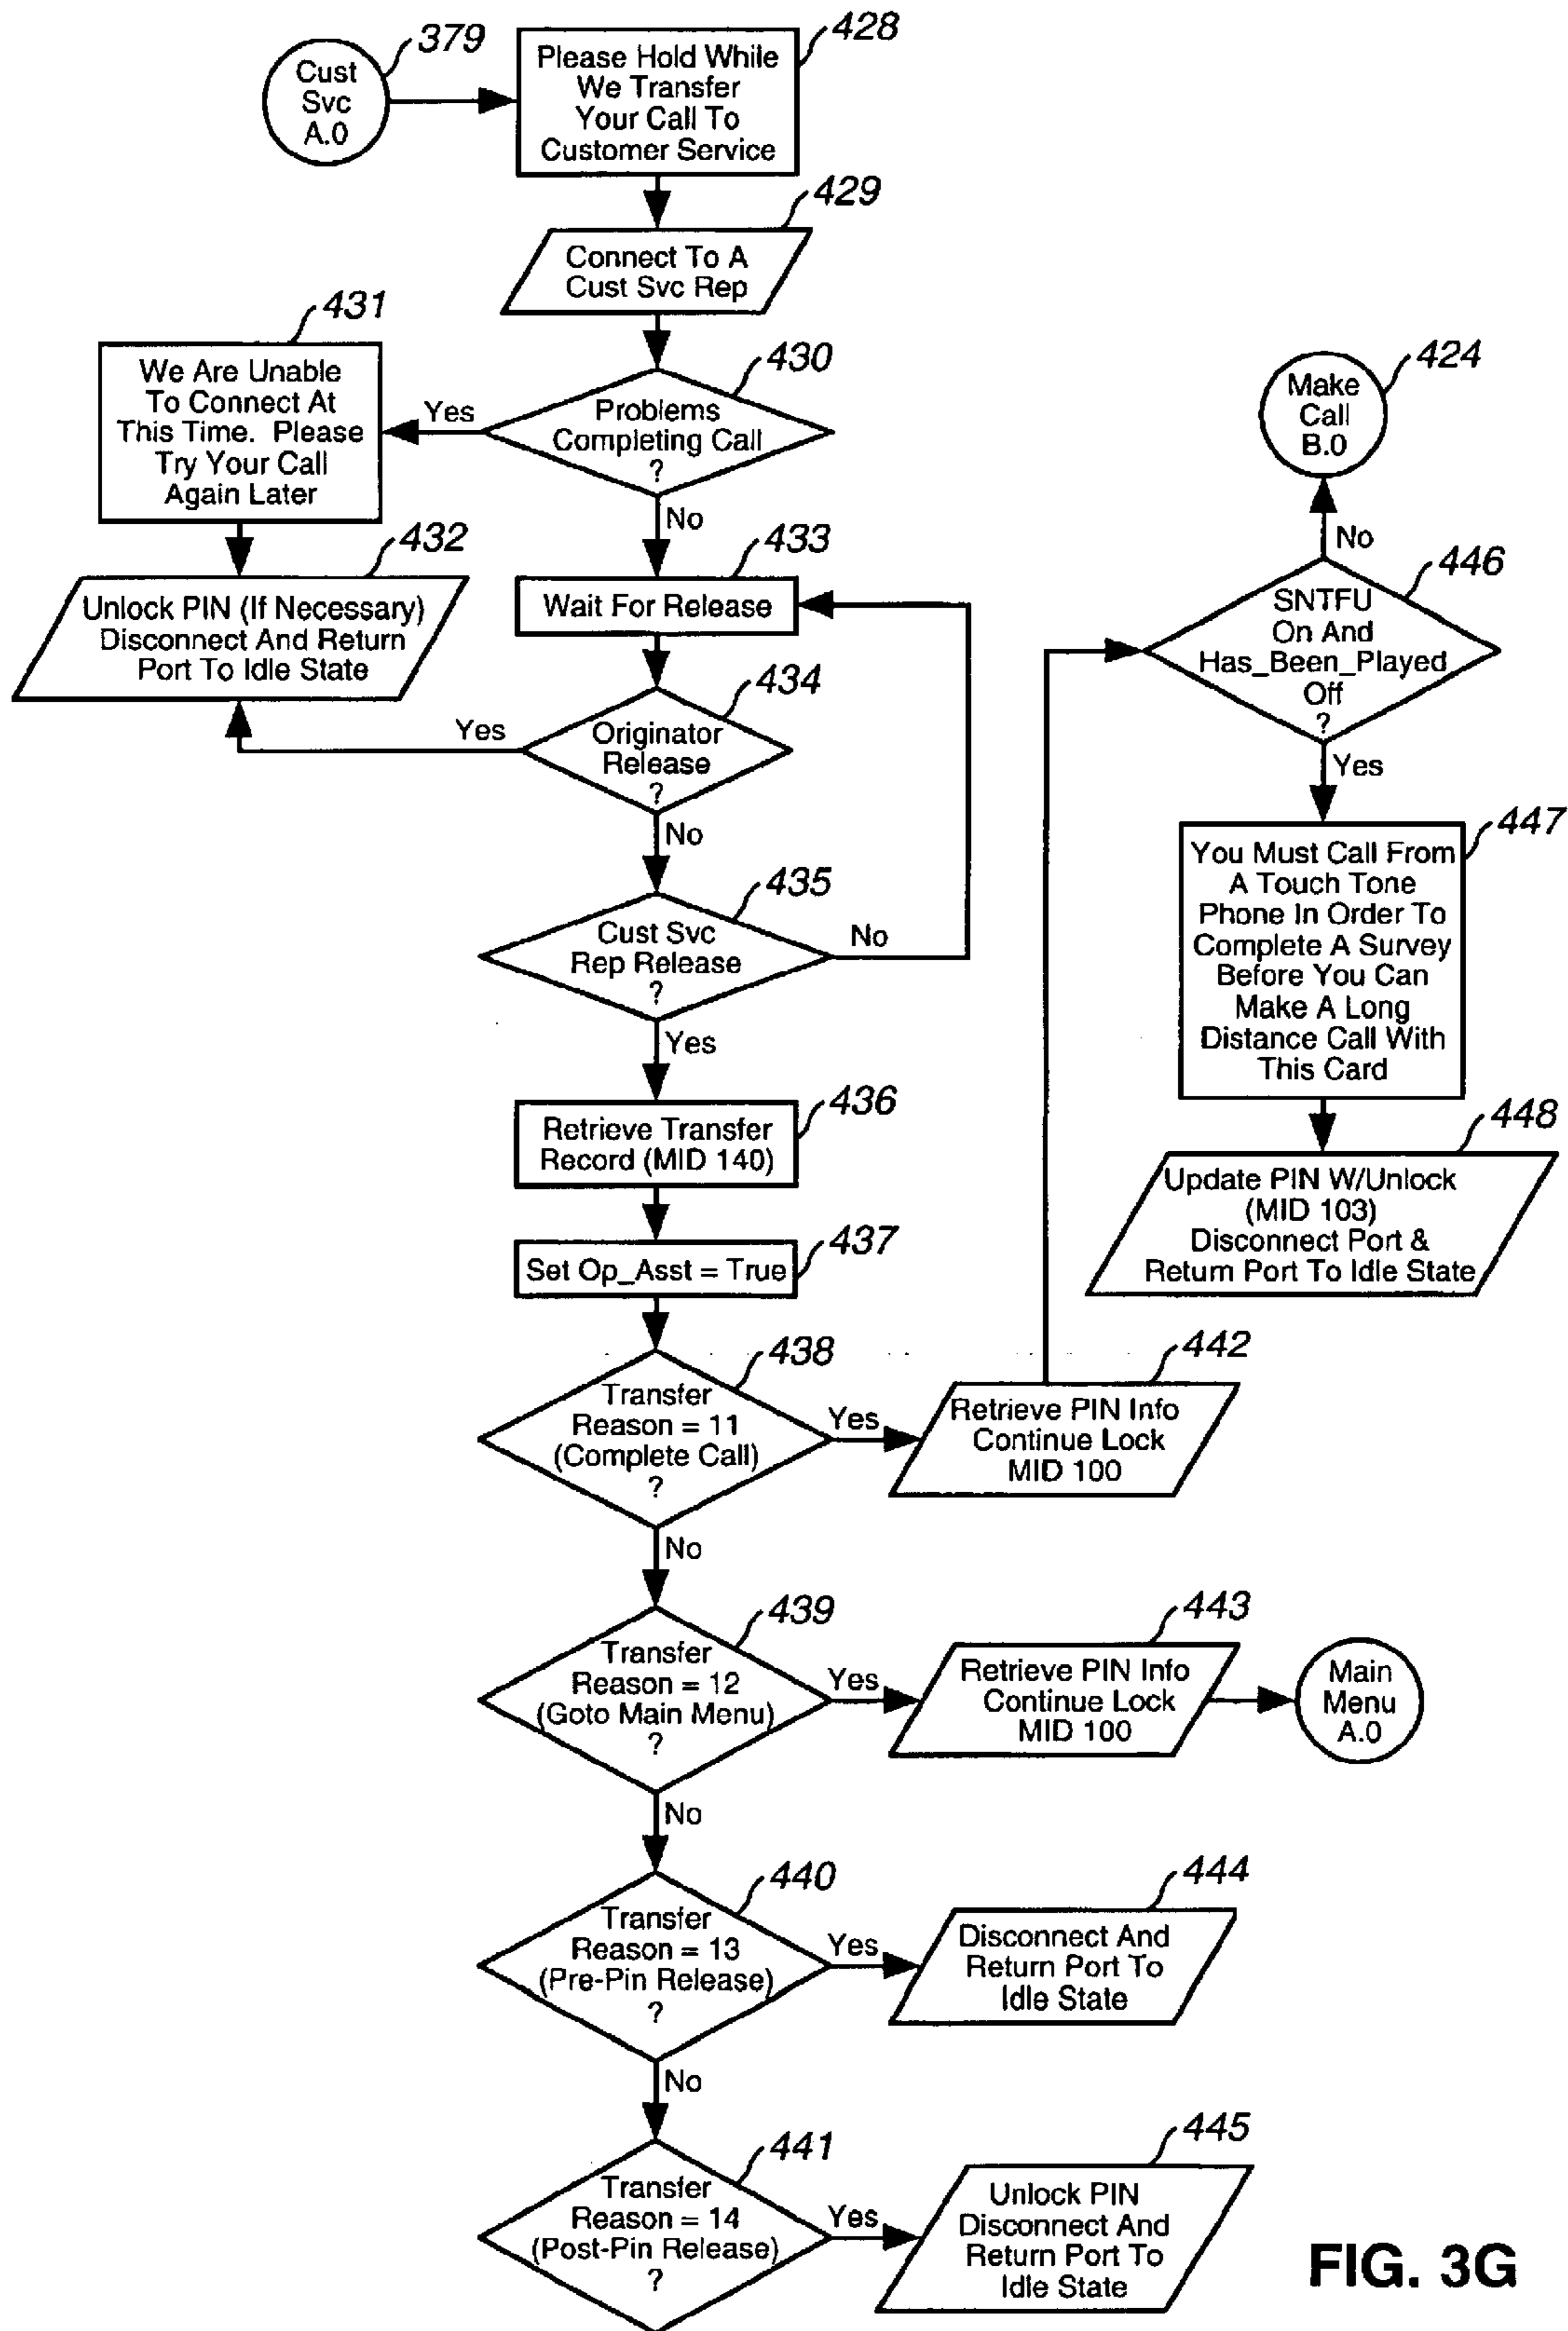 379
Cust
Svc
A.0
428
Please Hold While
We Transfer
Your Call To
Customer Service
429
Connect To A
Cust Svc Rep
430
Problems
Completing Call
?
Yes
No
431
We Are Unable
To Connect At
This Time. Please
Try Your Call
Again Later
432
Unlock PIN (If Necessary)
Disconnect And Return
Port To Idle State
433
Wait For Release
434
Originator
Release
?
Yes
No
435
Cust Svc
Rep Release
?
No
Yes
436
Retrieve Transfer
Record (MID 140)
437
Set Op_Asst = True
438
Transfer
Reason = 11
(Complete Call)
?
Yes
No
442
Retrieve PIN Info
Continue Lock
MID 100
424
Make
Call
B.0
No
446
SNTFU
On And
Has_Been_Played
Off
?
Yes
447
You Must Call From
A Touch Tone
Phone In Order To
Complete A Survey
Before You Can
Make A Long
Distance Call With
This Card
448
Update PIN W/Unlock
(MID 103)
Disconnect Port &
Return Port To Idle State
439
Transfer
Reason = 12
(Goto Main Menu)
?
Yes
No
443
Retrieve PIN Info
Continue Lock
MID 100
Main
Menu
A.0
440
Transfer
Reason = 13
(Pre-Pin Release)
?
Yes
No
444
Disconnect And
Return Port To
Idle State
441
Transfer
Reason = 14
(Post-Pin Release)
?
Yes
445
Unlock PIN
Disconnect And
Return Port To
Idle State
FIG. 3G